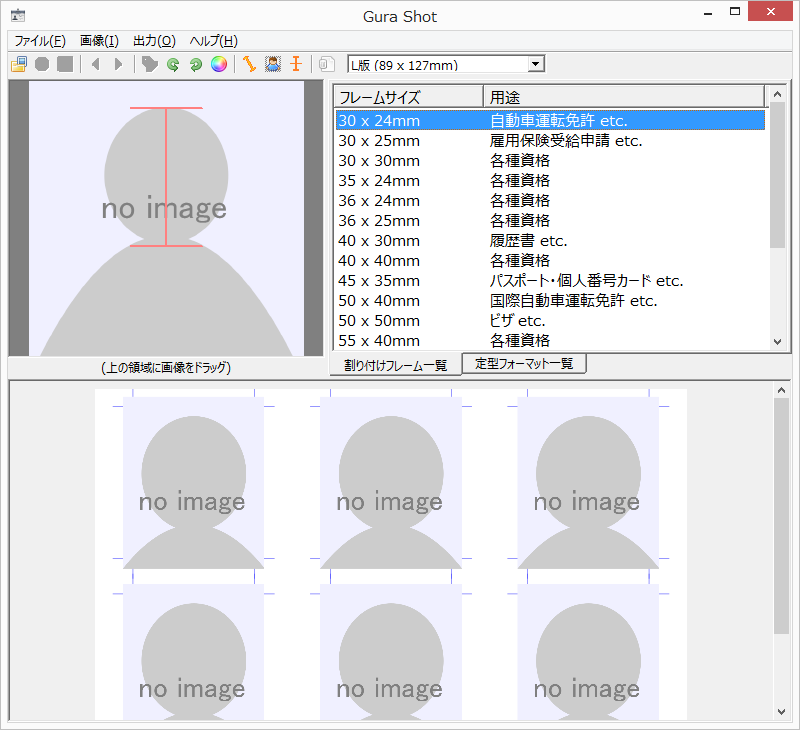 Gura Shot
ファイル(F) 画像(I) 出力(O) ヘルプ(H)
L版 (89 x 127mm)
no image
(上の領域に画像をドラッグ)
フレームサイズ 用途
30 x 24mm 自動車運転免許 etc.
30 x 25mm 雇用保険受給申請 etc.
30 x 30mm 各種資格
35 x 24mm 各種資格
36 x 24mm 各種資格
36 x 25mm 各種資格
40 x 30mm 履歴書 etc.
40 x 40mm 各種資格
45 x 35mm パスポート・個人番号カード etc.
50 x 40mm 国際自動車運転免許 etc.
50 x 50mm ビザ etc.
55 x 40mm 各種資格
割り付けフレーム一覧 定型フォーマット一覧
no image no image no image
no image no image no image